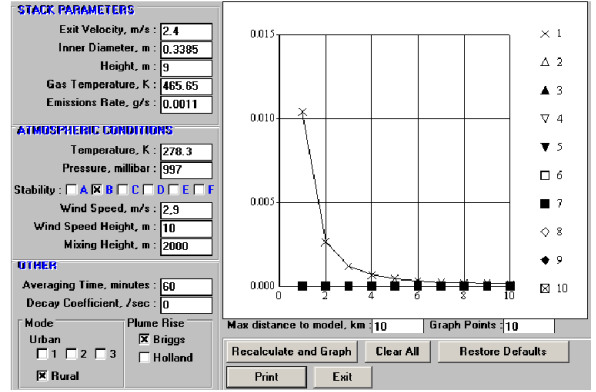 STACK PARAMETERS
Exit Velocity, m/s : 2.4
Inner Diameter, m : 0.3385
Height, m : 9
Gas Temperature, K : 465.65
Emissions Rate, g/s : 0.0011
ATMOSPHERIC CONDITIONS
Temperature, K : 278.3
Pressure, millibar : 997
Stability : A B C D E F
Wind Speed, m/s : 2,9
Wind Speed Height, m : 10
Mixing Height, m : 2000
OTHER
Averaging Time, minutes : 60
Decay Coefficient, /sec : 0
Mode
Urban
1 2 3
Rural
Plume Rise
Briggs
Holland
0.015
0.010
0.005
0.000
0 2 4 6 8 10
1
2
3
4
5
6
7
8
9
10
Max distance to model, km : 10 Graph Points : 10
Recalculate and Graph Clear All Restore Defaults
Print Exit